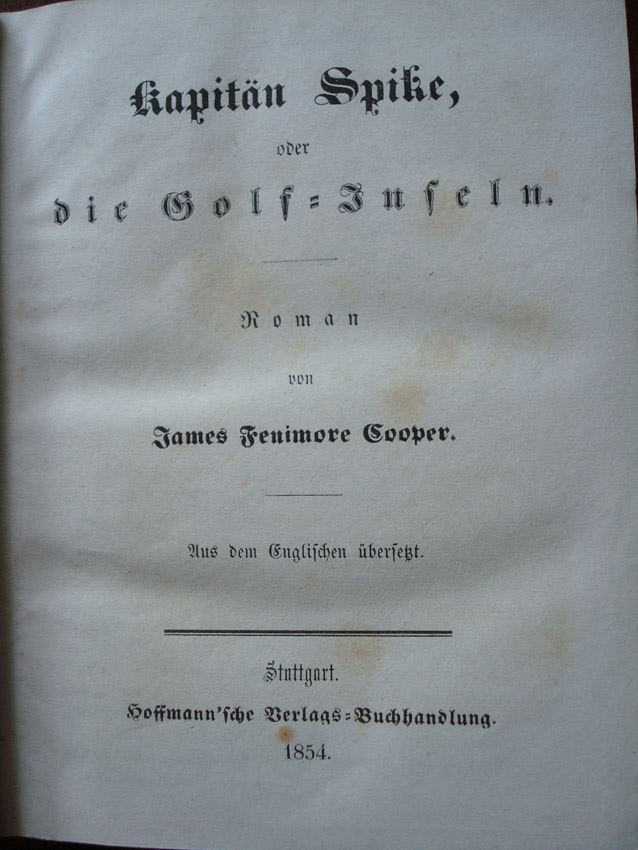 Kapitän Spike,
oder
die Golf-Inseln.
Roman
von
James Fenimore Cooper.
Aus dem Englischen übersetzt.
Stuttgart.
Hoffmann'sche Verlags-Buchhandlung.
1854.